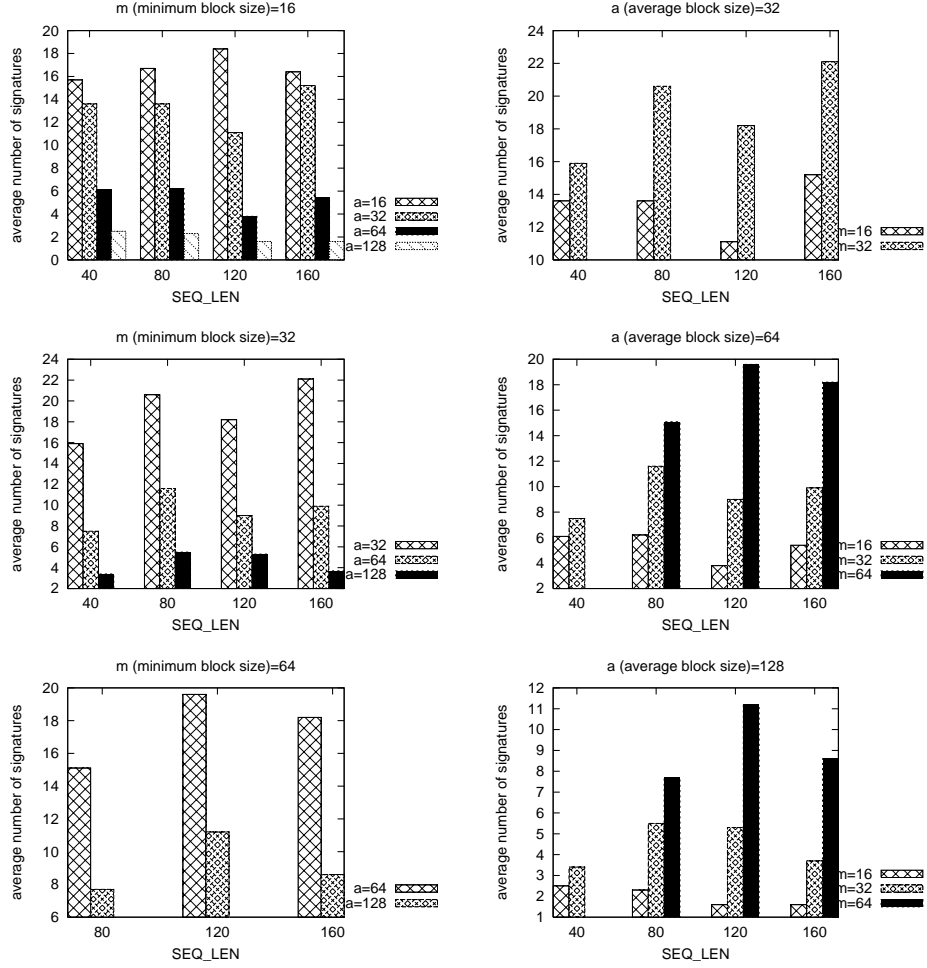 m (minimum block size)=16
average number of signatures
20
18
16
14
12
10
8
6
4
2
0
40
80
120
160
SEQ_LEN
a=16
a=32
a=64
a=128
a (average block size)=32
average number of signatures
24
22
20
18
16
14
12
10
40
80
120
160
SEQ_LEN
m=16
m=32
m (minimum block size)=32
average number of signatures
24
22
20
18
16
14
12
10
8
6
4
2
40
80
120
160
SEQ_LEN
a=32
a=64
a=128
a (average block size)=64
average number of signatures
20
18
16
14
12
10
8
6
4
2
40
80
120
160
SEQ_LEN
m=16
m=32
m=64
m (minimum block size)=64
average number of signatures
20
18
16
14
12
10
8
6
80
120
160
SEQ_LEN
a=64
a=128
a (average block size)=128
average number of signatures
12
11
10
9
8
7
6
5
4
3
2
1
40
80
120
160
SEQ_LEN
m=16
m=32
m=64